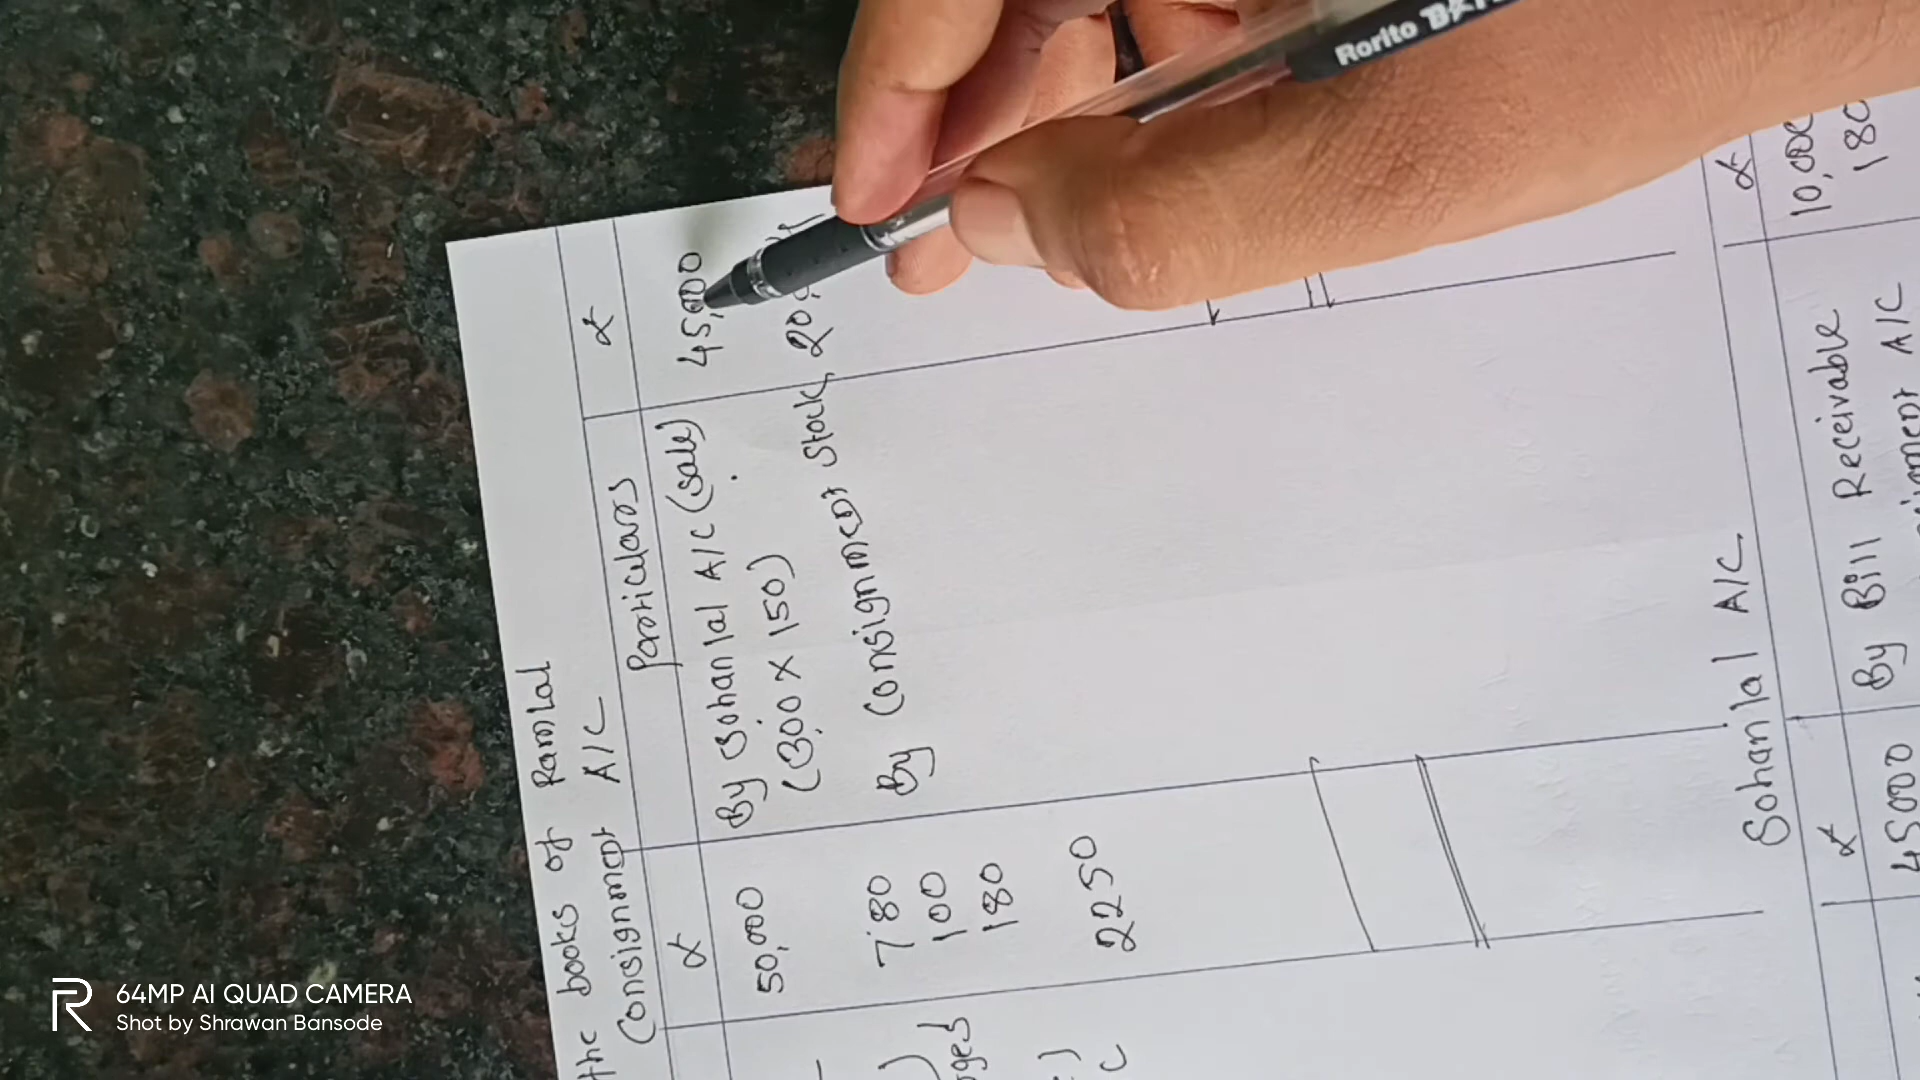 the books of Ramlal
Consignment A/C
₹
Particulars
₹
50,000
By Sohanlal A/C (sale)
45,000
(300 X 150)
780
By Consignment Stock
100
180
2250
Sohanlal A/C
₹
₹
45000
By Bill Receivable
10,000
A/C
180
Rorito
64MP AI QUAD CAMERA
Shot by Shrawan Bansode